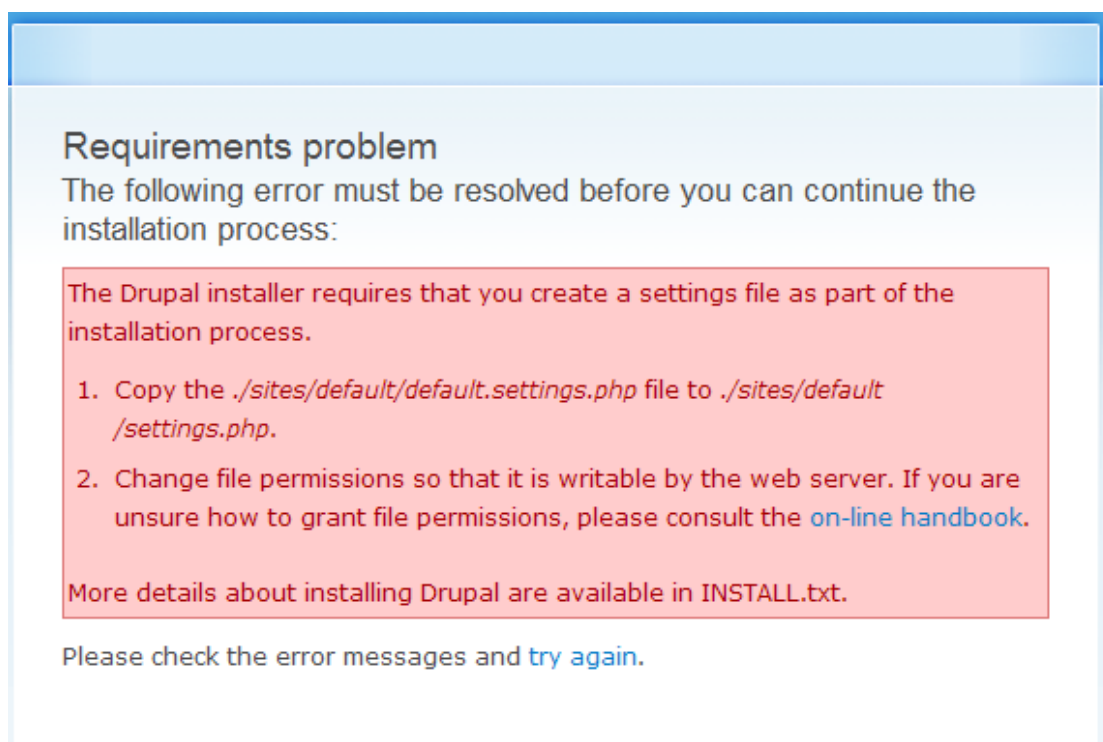 Requirements problem
The following error must be resolved before you can continue the
installation process:
The Drupal installer requires that you create a settings file as part of the
installation process.
1. Copy the ./sites/default/default.settings.php file to ./sites/default
/settings.php.
2. Change file permissions so that it is writable by the web server. If you are
unsure how to grant file permissions, please consult the on-line handbook.
More details about installing Drupal are available in INSTALL.txt.
Please check the error messages and try again.